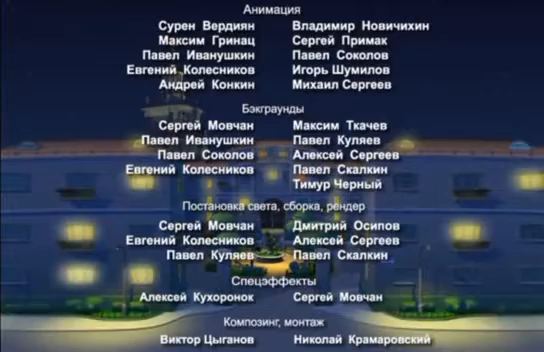 Анимация
Сурен Вердиян Владимир Новичихин
Максим Гринац Сергей Примак
Павел Иванушкин Павел Соколов
Евгений Колесников Игорь Шумилов
Андрей Конкин Михаил Сергеев
Бэкграунды
Сергей Мовчан Максим Ткачев
Павел Иванушкин Павел Куляев
Павел Соколов Алексей Сергеев
Евгений Колесников Павел Скалкин
Тимур Черный
Постановка света, сборка, рендер
Сергей Мовчан Дмитрий Осипов
Евгений Колесников Алексей Сергеев
Павел Куляев Павел Скалкин
Спецэффекты
Алексей Кухоронок Сергей Мовчан
Композинг, монтаж
Виктор Цыганов Николай Крамаровский